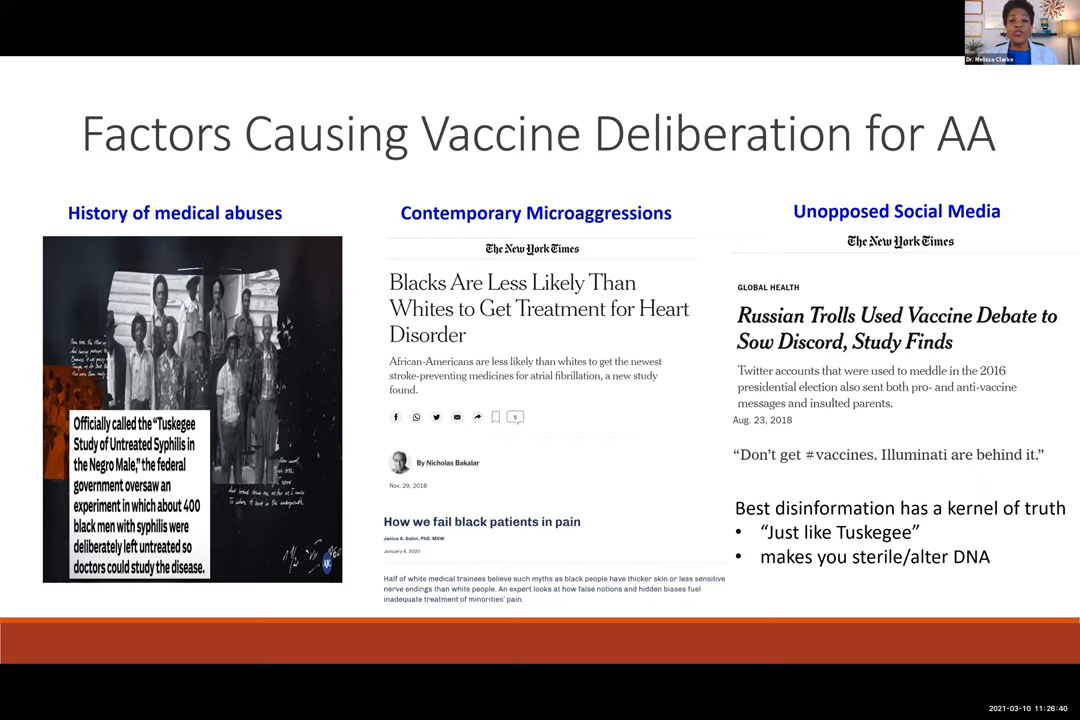 Dr. Melissa Clarke
Factors Causing Vaccine Deliberation for AA
History of medical abuses
Officially called the "Tuskegee
Study of Untreated Syphilis in
the Negro Male," the federal
government oversaw an
experiment in which about 400
black men with syphilis were
deliberately left untreated so
doctors could study the disease.
AJC
Contemporary Microaggressions
The New York Times
Blacks Are Less Likely Than
Whites to Get Treatment for Heart
Disorder
African-Americans are less likely than whites to get the newest
stroke-preventing medicines for atrial fibrillation, a new study
found.
5
By Nicholas Bakalar
Nov. 29, 2018
How we fail black patients in pain
Janice A. Sabin, PhD, MSW
January 6, 2020
Half of white medical trainees believe such myths as black people have thicker skin or less sensitive
nerve endings than white people. An expert looks at how false notions and hidden biases fuel
inadequate treatment of minorities' pain.
Unopposed Social Media
The New York Times
GLOBAL HEALTH
Russian Trolls Used Vaccine Debate to
Sow Discord, Study Finds
Twitter accounts that were used to meddle in the 2016
presidential election also sent both pro- and anti-vaccine
messages and insulted parents.
Aug. 23, 2018
“Don’t get #vaccines. Illuminati are behind it.”
Best disinformation has a kernel of truth
• “Just like Tuskegee”
• makes you sterile/alter DNA
2021-03-10 11:26:40